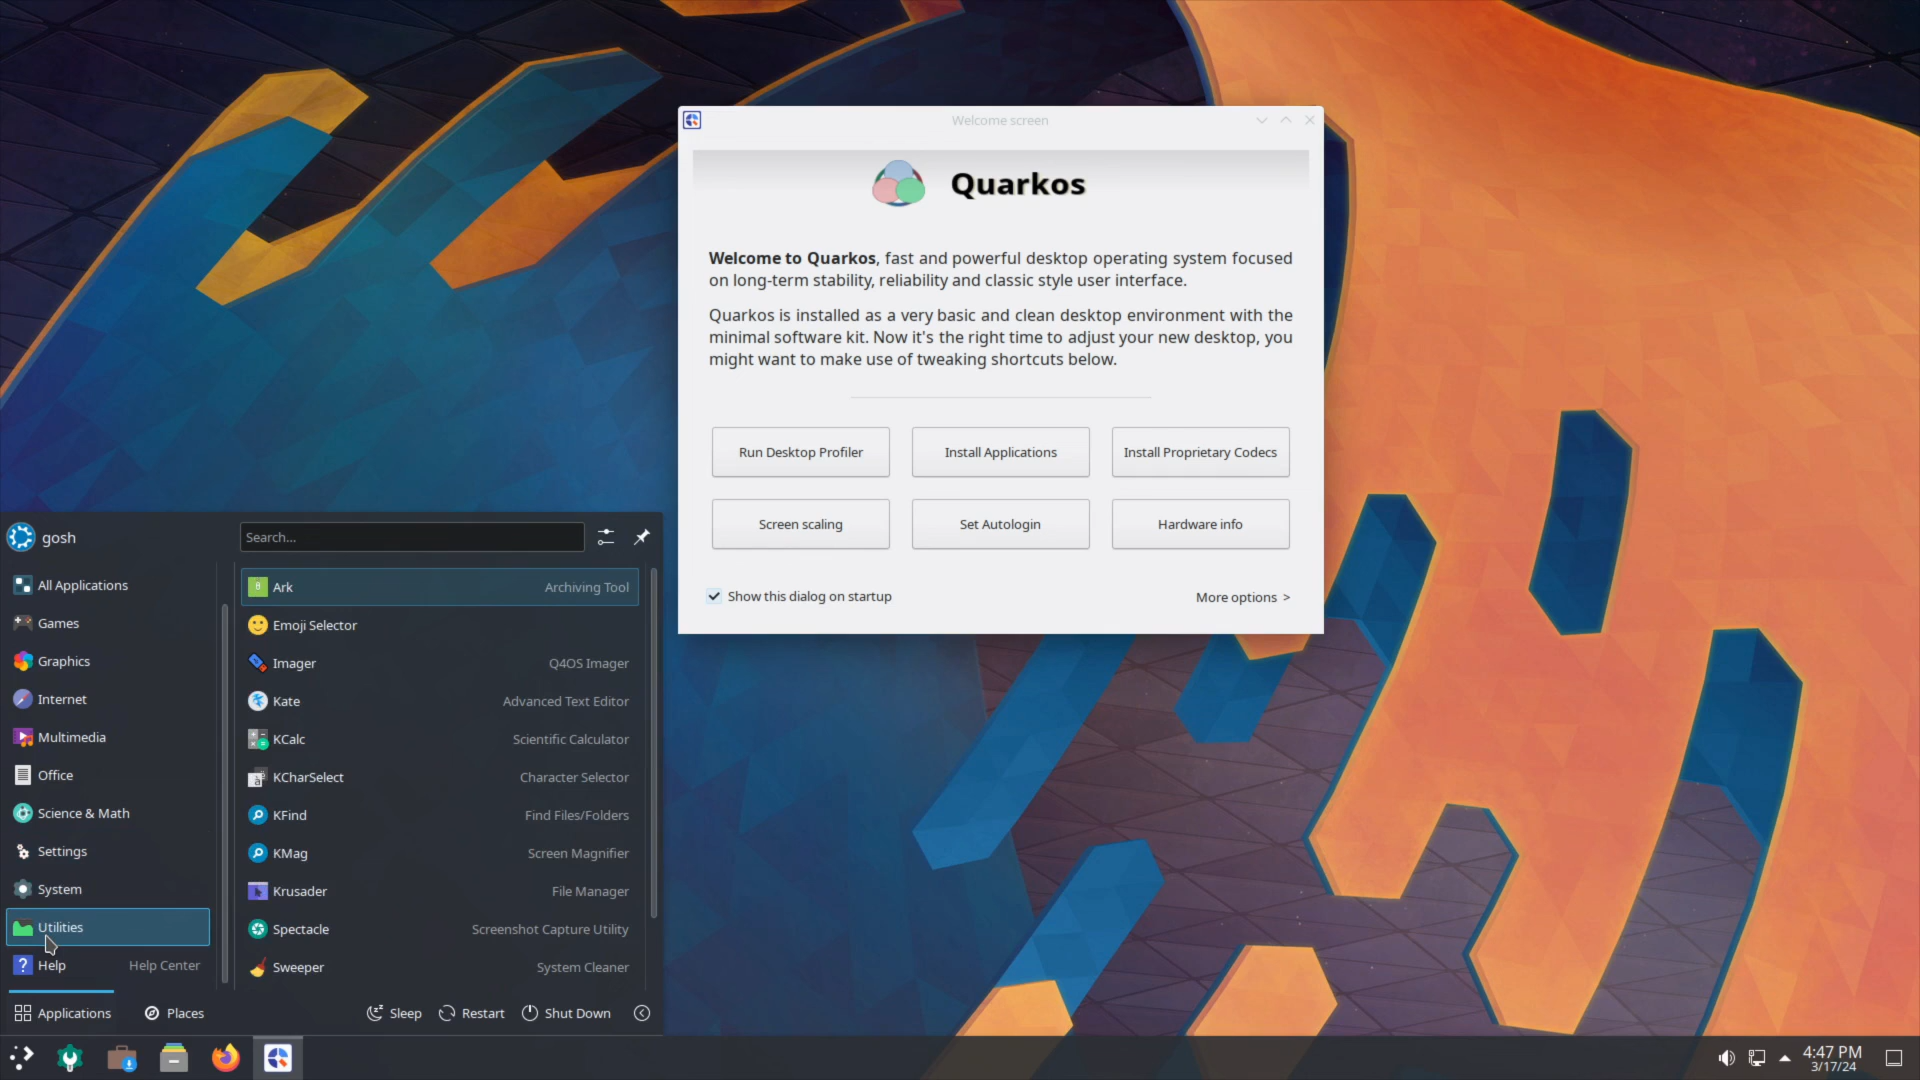 Welcome screen
Quarkos
Welcome to Quarkos, fast and powerful desktop operating system focused
on long-term stability, reliability and classic style user interface.
Quarkos is installed as a very basic and clean desktop environment with the
minimal software kit. Now it's the right time to adjust your new desktop, you
might want to make use of tweaking shortcuts below.
Run Desktop Profiler
Install Applications
Install Proprietary Codecs
Screen scaling
Set Autologin
Hardware info
Show this dialog on startup
More options >
gosh
Search...
All Applications
Games
Graphics
Internet
Multimedia
Office
Science & Math
Settings
System
Utilities
Help Help Center
Ark Archiving Tool
Emoji Selector
Imager Q4OS Imager
Kate Advanced Text Editor
KCalc Scientific Calculator
KCharSelect Character Selector
KFind Find Files/Folders
KMag Screen Magnifier
Krusader File Manager
Spectacle Screenshot Capture Utility
Sweeper System Cleaner
Applications
Places
Sleep
Restart
Shut Down
4:47 PM
3/17/24